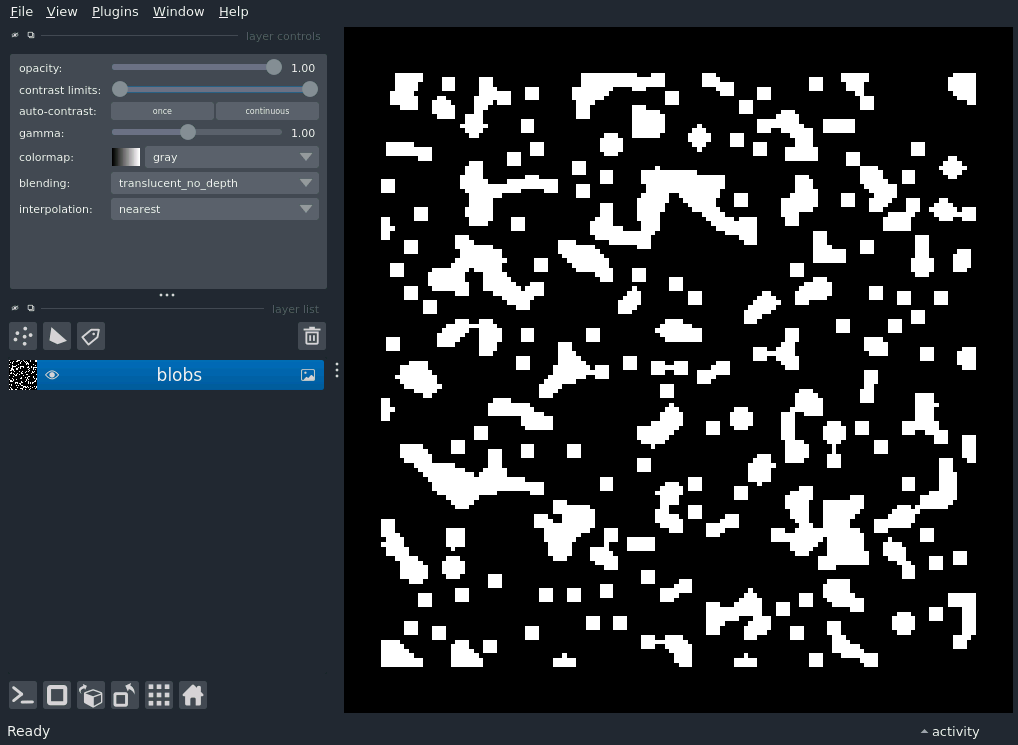 File View Plugins Window Help
layer controls
opacity: 1.00
contrast limits:
auto-contrast: once continuous
gamma: 1.00
colormap: gray
blending: translucent_no_depth
interpolation: nearest
layer list
blobs
Ready
activity